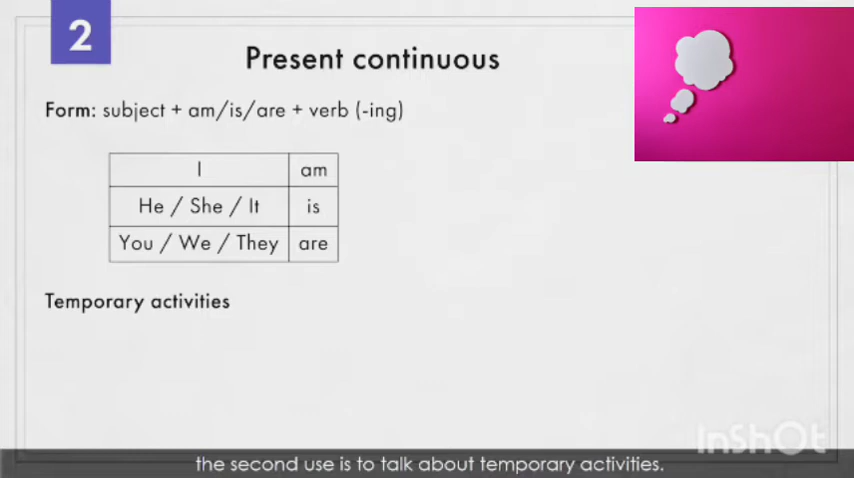 2
Present continuous
Form: subject + am/is/are + verb (-ing)
I am
He / She / It is
You / We / They are
Temporary activities
InShOt
the second use is to talk about temporary activities.